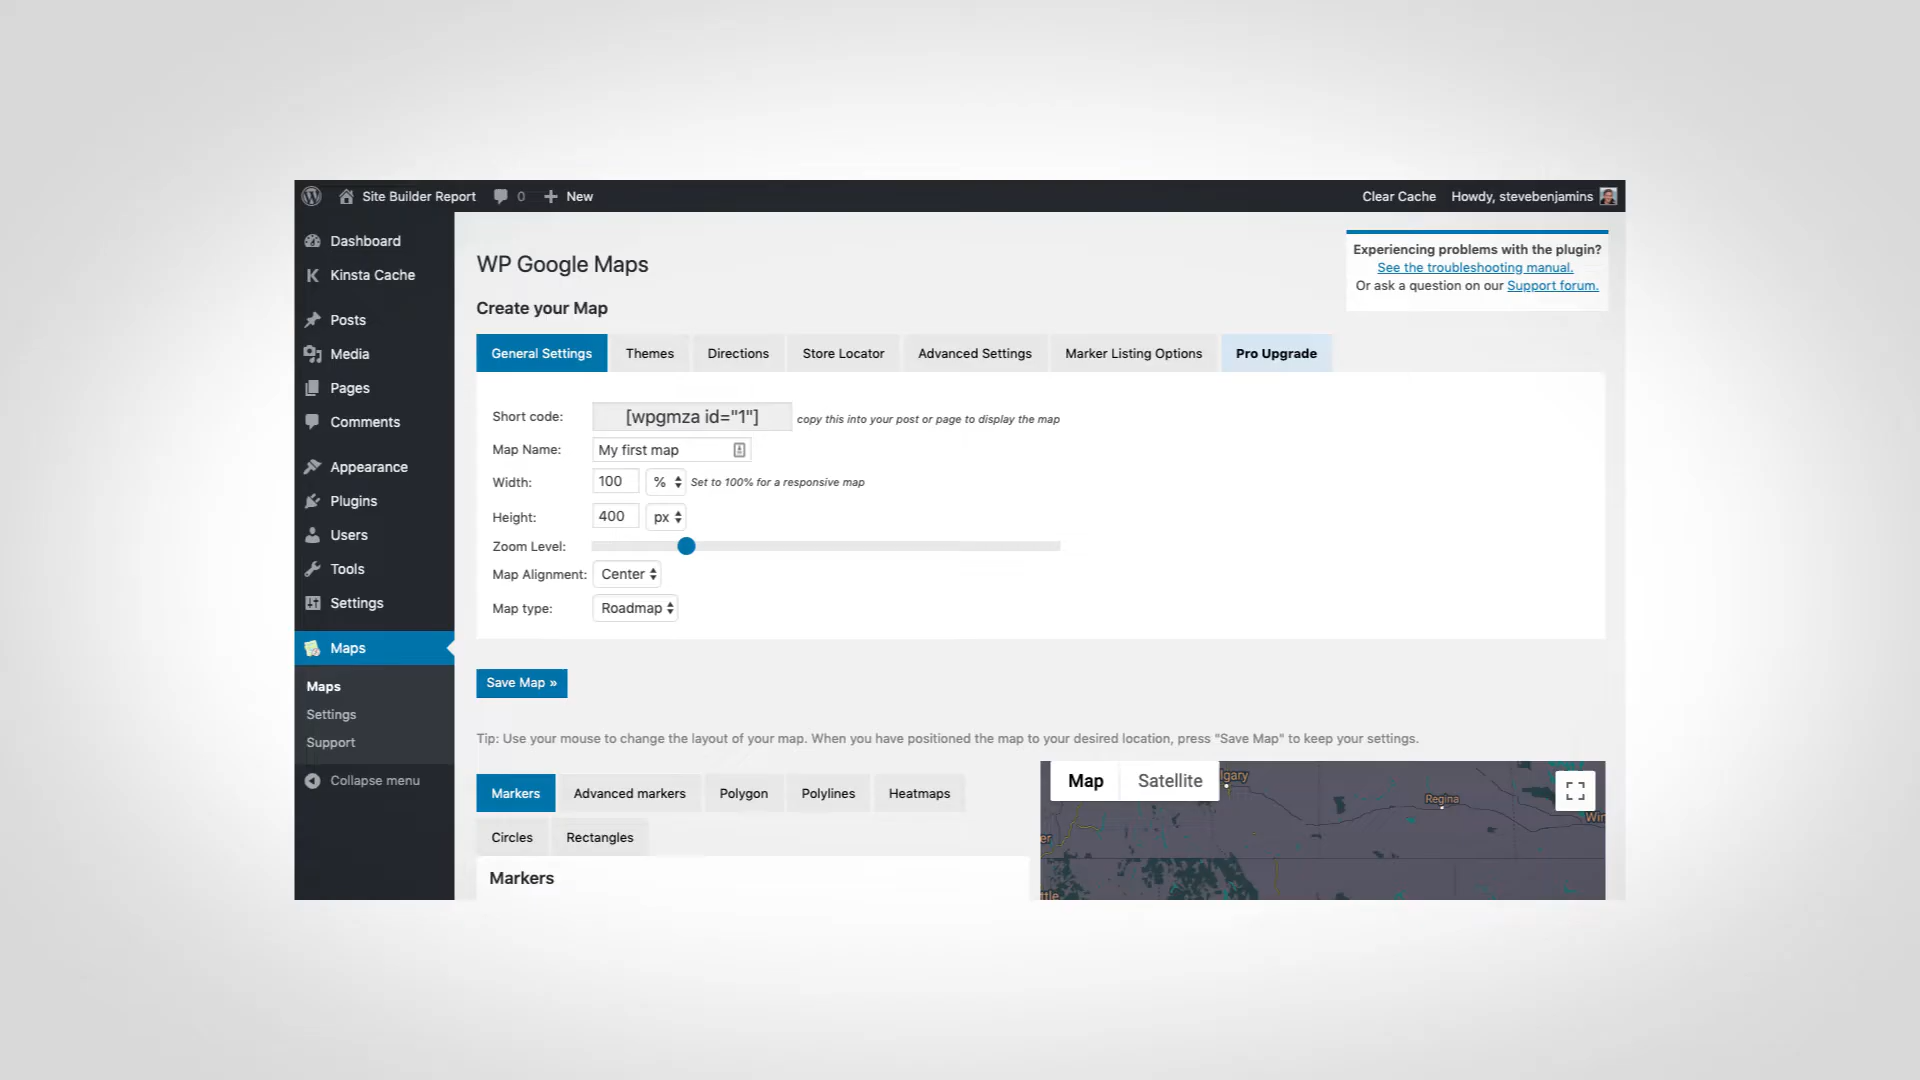 Site Builder Report 0 New Clear Cache Howdy, stevebenjamins
Dashboard
Kinsta Cache
Posts
Media
Pages
Comments
Appearance
Plugins
Users
Tools
Settings
Maps
Maps
Settings
Support
Collapse menu
WP Google Maps
Experiencing problems with the plugin?
See the troubleshooting manual.
Or ask a question on our Support forum.
Create your Map
General Settings Themes Directions Store Locator Advanced Settings Marker Listing Options Pro Upgrade
Short code: [wpgmza id="1"] copy this into your post or page to display the map
Map Name: My first map
Width: 100 % Set to 100% for a responsive map
Height: 400 px
Zoom Level:
Map Alignment: Center
Map type: Roadmap
Save Map »
Tip: Use your mouse to change the layout of your map. When you have positioned the map to your desired location, press "Save Map" to keep your settings.
Markers Advanced markers Polygon Polylines Heatmaps
Circles Rectangles
Markers
Map Satellite lgary
Regina
Win
er
ttle